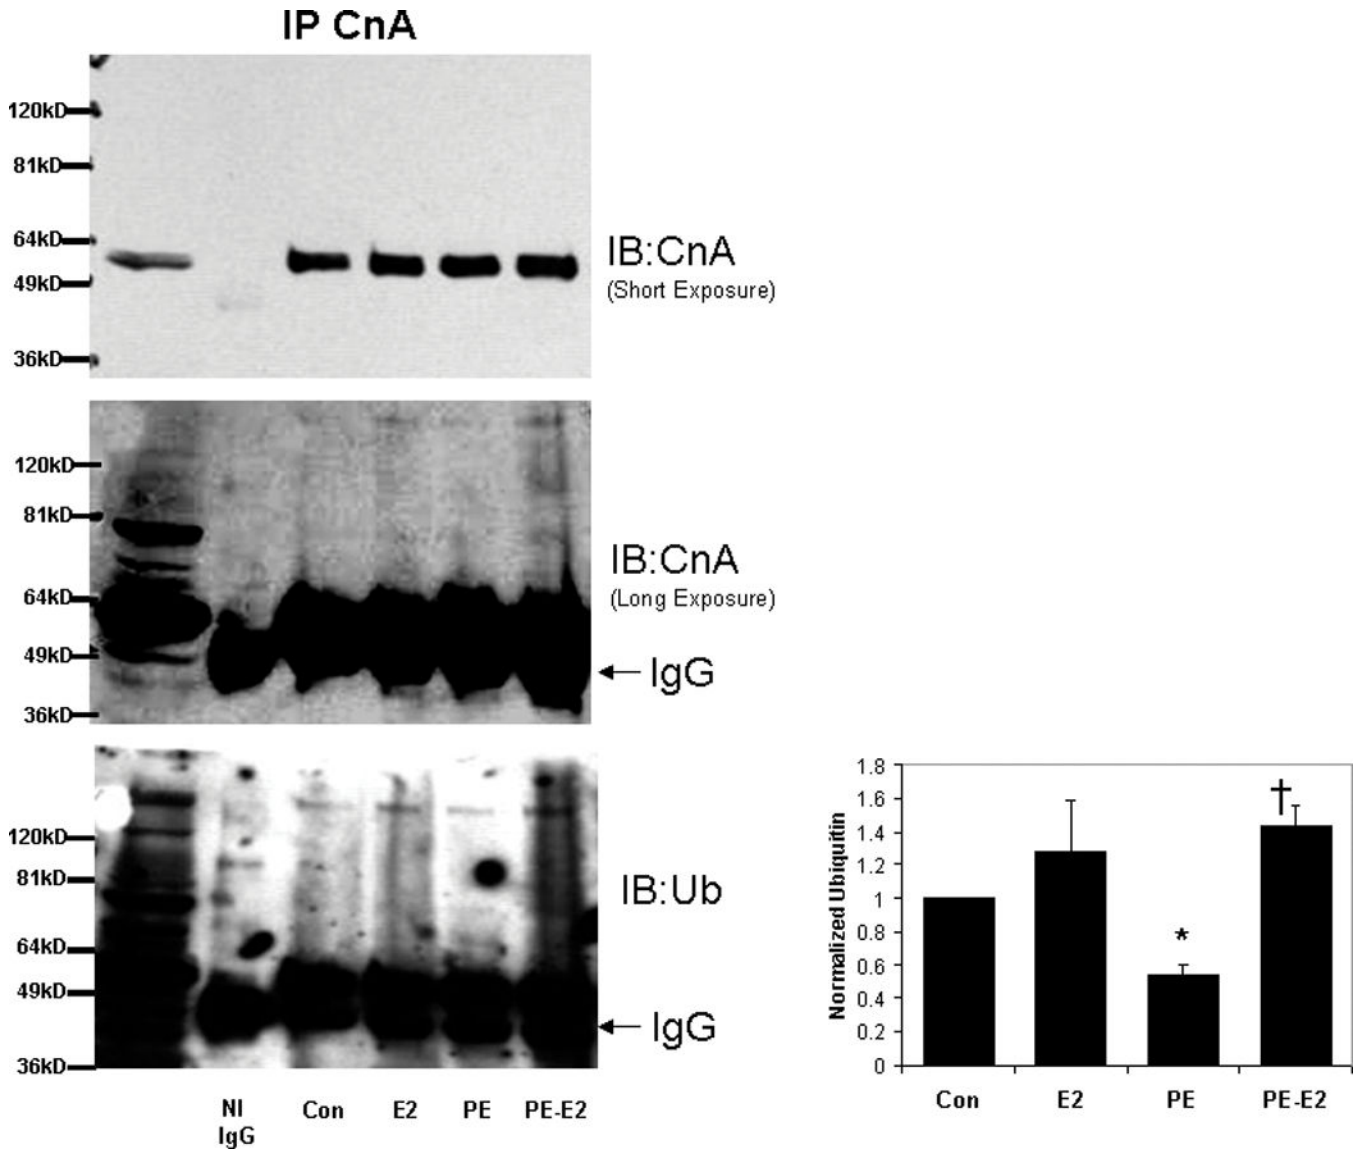 IP CnA
120kD
81kD
64kD
49kD
36kD
IB:CnA
(Short Exposure)
120kD
81kD
64kD
49kD
36kD
IB:CnA
(Long Exposure)
IgG
120kD
81kD
64kD
49kD
36kD
IB:Ub
IgG
NI Con E2 PE PE-E2
IgG
Normalized Ubiquitin
1.8
1.6
1.4
1.2
1
0.8
0.6
0.4
0.2
0
*
†
Con E2 PE PE-E2